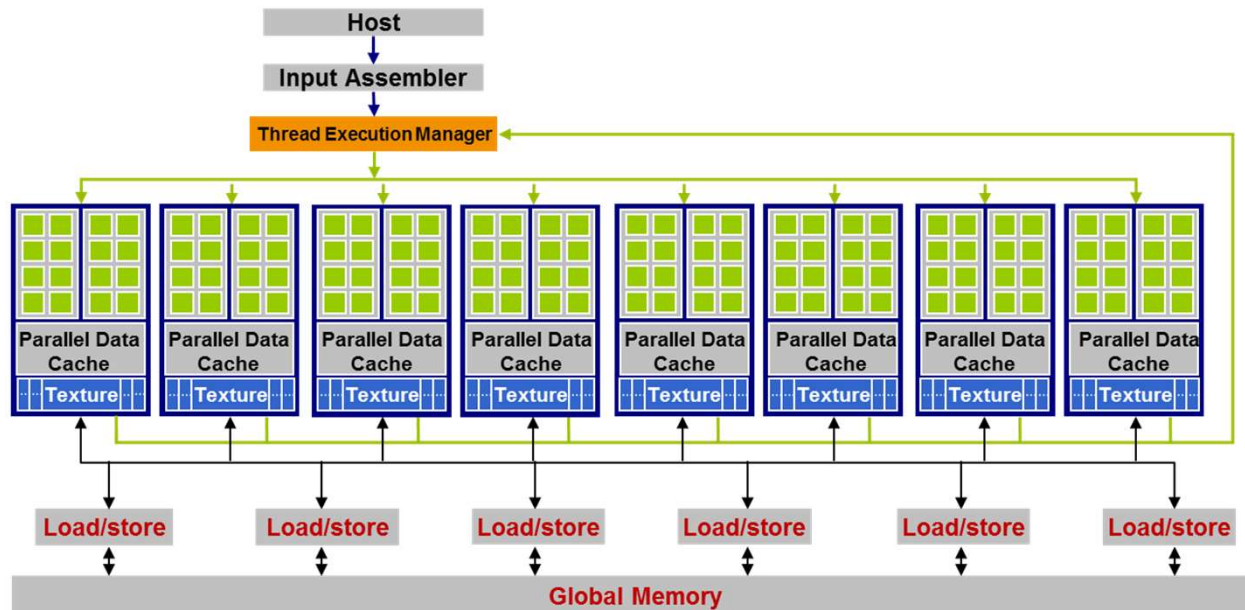 Host
Input Assembler
Thread Execution Manager
Parallel Data
Cache
Parallel Data
Cache
Parallel Data
Cache
Parallel Data
Cache
Parallel Data
Cache
Parallel Data
Cache
Parallel Data
Cache
Parallel Data
Cache
Texture
Texture
Texture
Texture
Texture
Texture
Texture
Texture
Load/store
Load/store
Load/store
Load/store
Load/store
Load/store
Global Memory